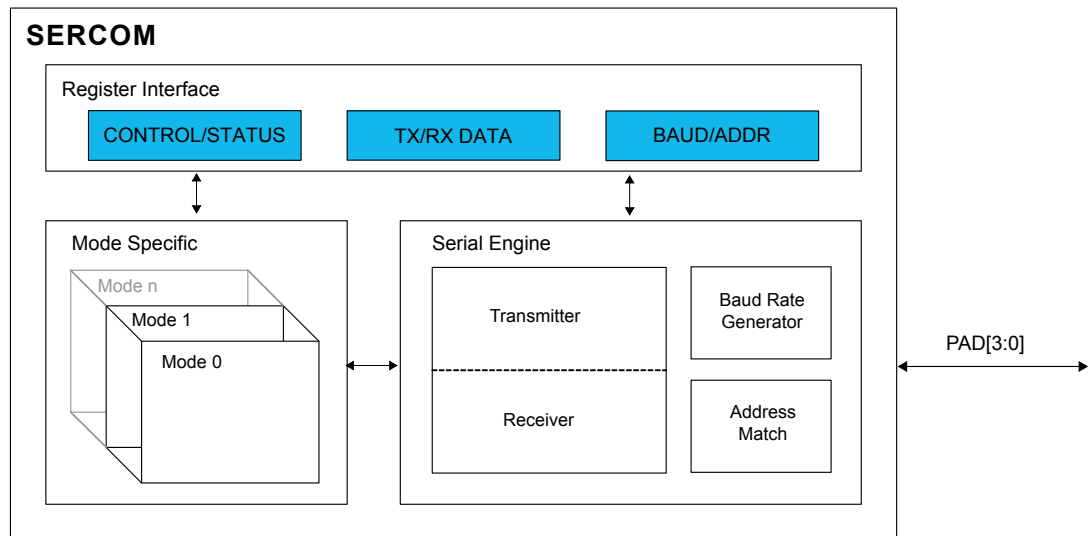 SERCOM
Register Interface
CONTROL/STATUS
TX/RX DATA
BAUD/ADDR
Mode Specific
Mode n
Mode 1
Mode 0
Serial Engine
Transmitter
Receiver
Baud Rate
Generator
Address
Match
PAD[3:0]